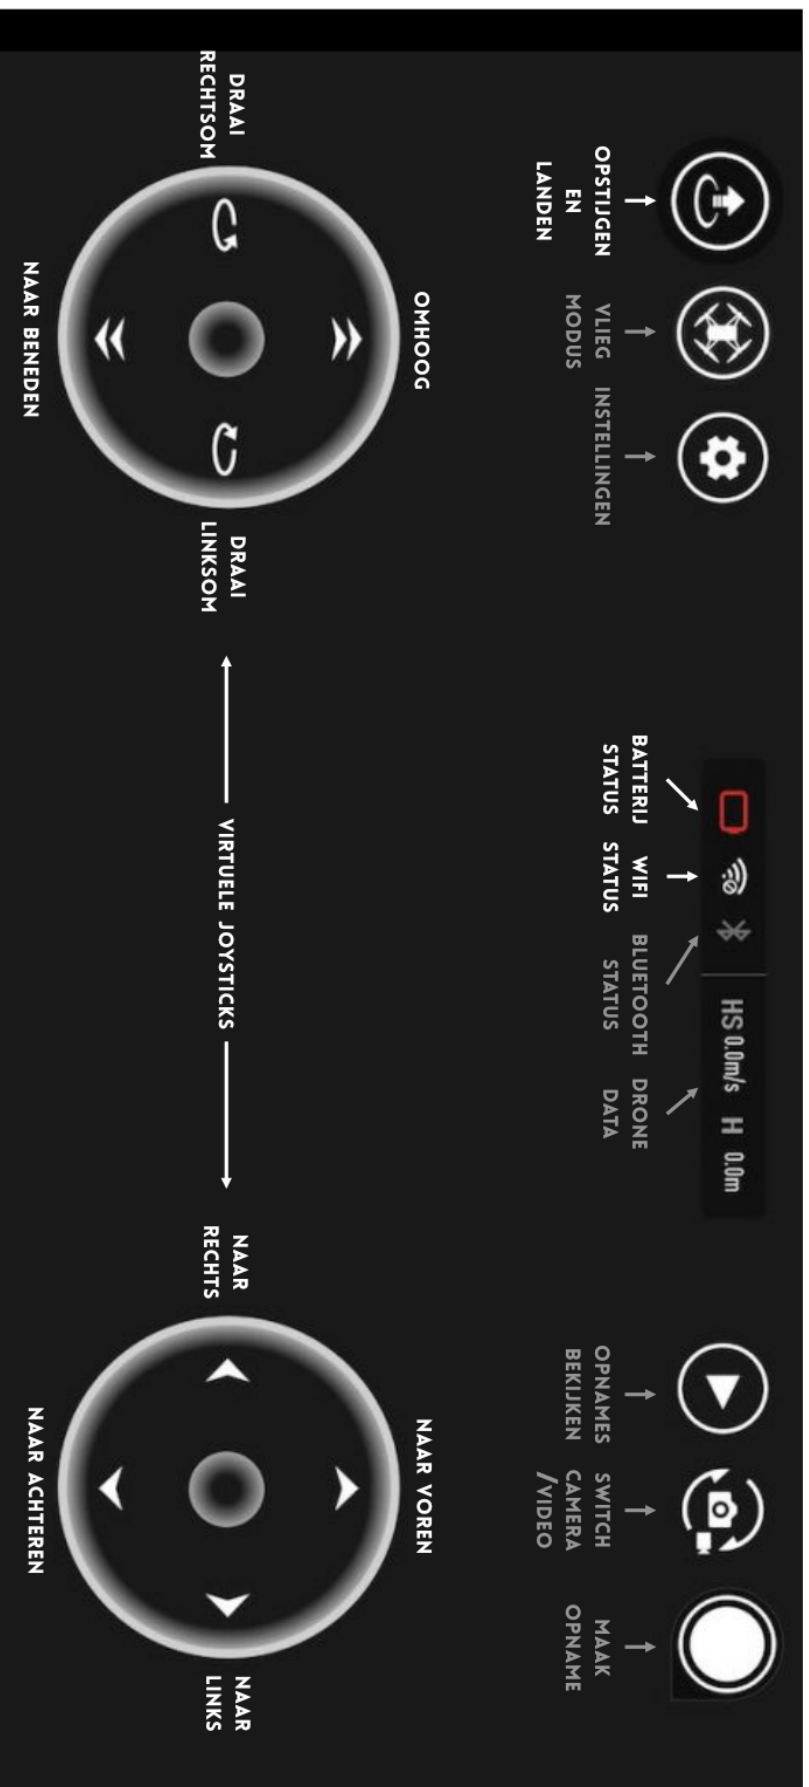 OPSTIJGEN
EN
LANDEN
VLIEG
MODUS
INSTELLINGEN
BATTERIJ
STATUS
WIFI
STATUS
BLUETOOTH
STATUS
DRONE
DATA
HS 0.0m/s H 0.0m
OPNAMES
BEKIJKEN
SWITCH
CAMERA
/VIDEO
MAAK
OPNAME
OMHOOG
DRAAI
RECHTSOM
DRAAI
LINKSOM
NAAR BENEDEN
VIRTUELE JOYSTICKS
NAAR VOREN
NAAR
RECHTS
NAAR
LINKS
NAAR ACHTEREN